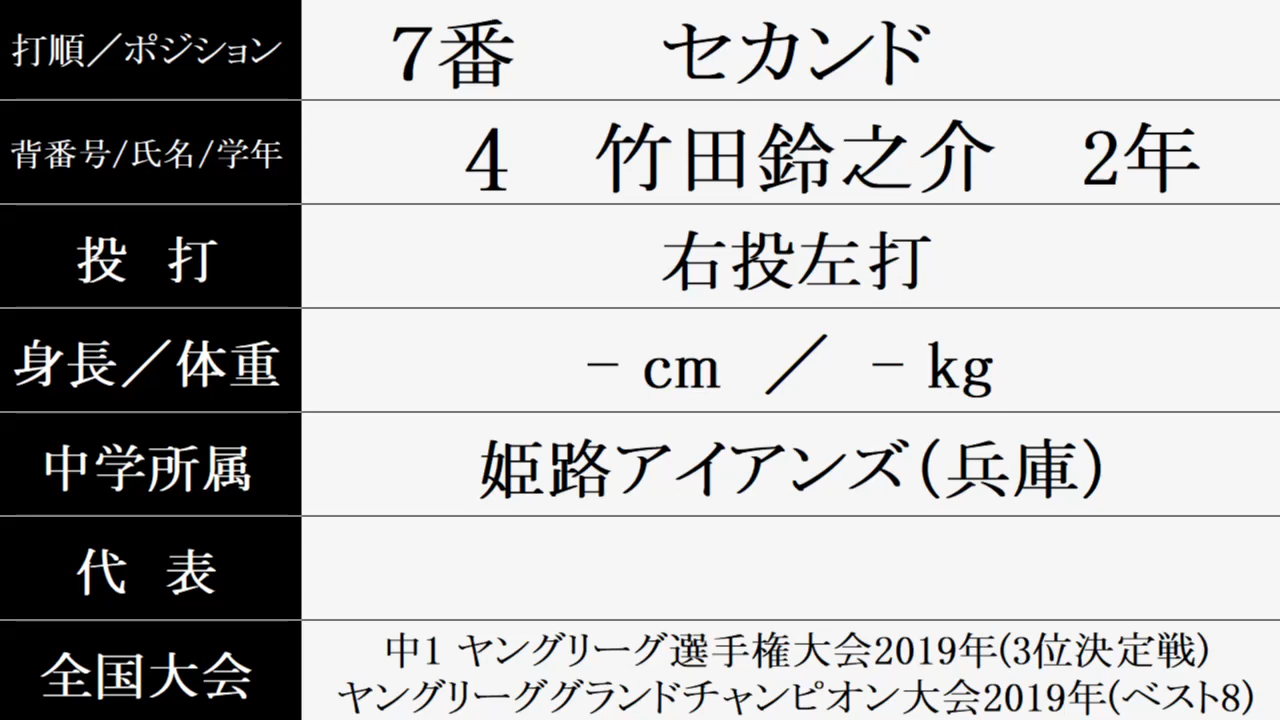 打順／ポジション　7番　セカンド
背番号/氏名/学年　4　竹田鈴之介　2年
投　打　右投左打
身長／体重　- cm ／ - kg
中学所属　姫路アイアンズ(兵庫)
代　表
全国大会　中1 ヤングリーグ選手権大会2019年(3位決定戦)
ヤングリーググランドチャンピオン大会2019年(ベスト8)